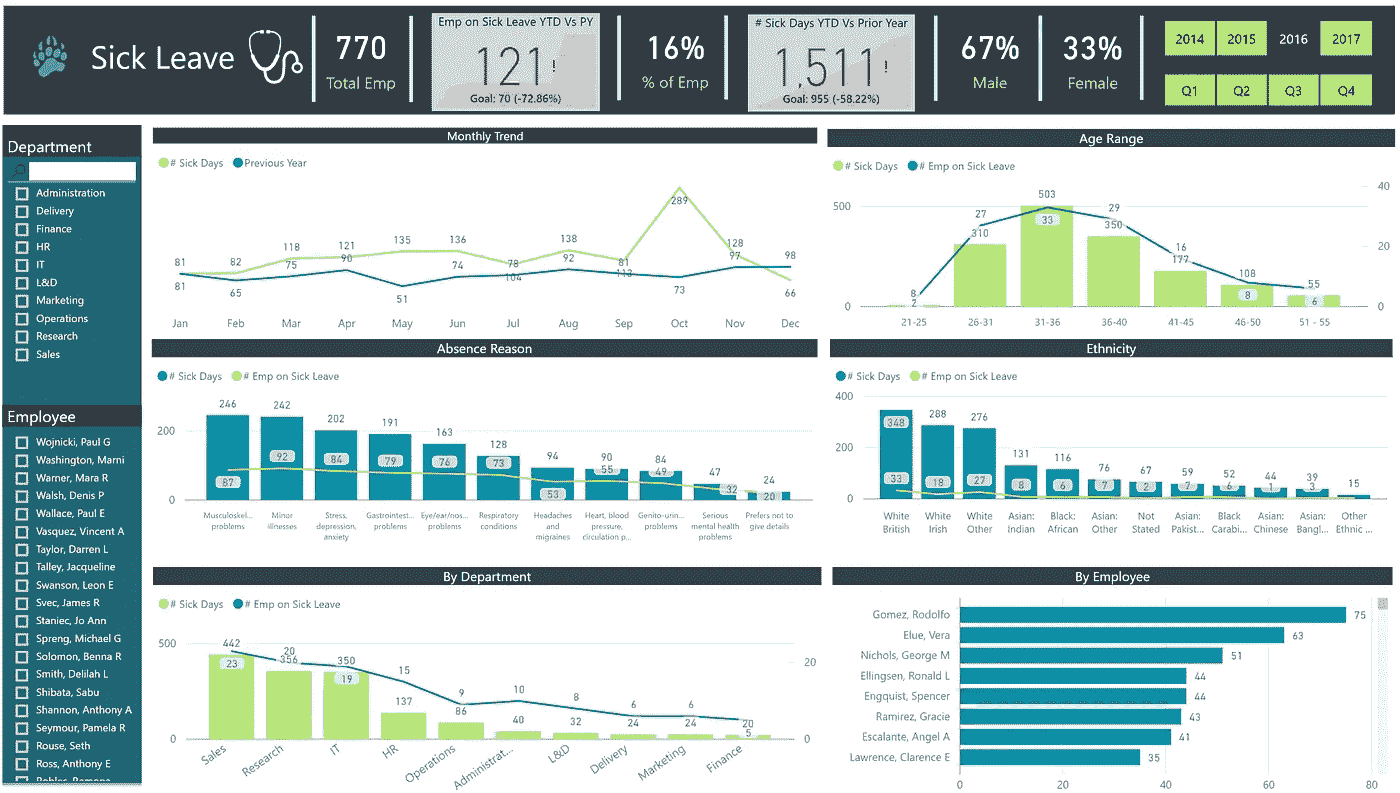 Sick Leave
770
Total Emp
Emp on Sick Leave YTD Vs PY
121!
Goal: 70 (-72.86%)
16%
% of Emp
# Sick Days YTD Vs Prior Year
1,511!
Goal: 955 (-58.22%)
67%
Male
33%
Female
2014 2015 2016 2017
Q1 Q2 Q3 Q4
Department
Administration
Delivery
Finance
HR
IT
L&D
Marketing
Operations
Research
Sales
Employee
Wojnicki, Paul G
Washington, Marni
Warner, Mara R
Walsh, Denis P
Wallace, Paul E
Vasquez, Vincent A
Taylor, Darren L
Talley, Jacqueline
Swanson, Leon E
Svec, James R
Staniec, Jo Ann
Spreng, Michael G
Solomon, Benna R
Smith, Delilah L
Shibata, Sabu
Shannon, Anthony A
Seymour, Pamela R
Rouse, Seth
Ross, Anthony E
Monthly Trend
# Sick Days Previous Year
289
81 82 118 121 135 136 78 138 81 128 98
75 90 74 92 97
81 65 51 104 113 73 66
Jan Feb Mar Apr May Jun Jul Aug Sep Oct Nov Dec
Age Range
# Sick Days # Emp on Sick Leave
500
0
40
20
0
8 27 503 29 16 108 55
2 310 33 350 177 8 6
21-25 26-31 31-36 36-40 41-45 46-50 51 - 55
Absence Reason
# Sick Days # Emp on Sick Leave
200
0
246 242 202 191 163 128 94 90 84 47 24
87 92 84 79 76 73 53 55 49 32 20
Musculoskel... Minor Stress, Gastrointest... Eye/ear/nos... Respiratory Headaches Heart, blood Genito-urin... Serious Prefers not to
problems illnesses depression, problems problems conditions and pressure, problems mental health give details
anxiety migraines circulation p... problems
Ethnicity
# Sick Days # Emp on Sick Leave
400
200
0
348 288 276 131 116 76 67 59 52 44 39 15
33 18 27 8 6 7 2 7 6 1 3
White White White Asian: Black: Asian: Not Asian: Black Asian: Asian: Other
British Irish Other Indian African Other Stated Pakist... Carabi... Chinese Bangl... Ethnic ...
By Department
# Sick Days # Emp on Sick Leave
500
0
20
0
442 20 350 15 9 10 8 6 6 20
23 356 19 137 86 40 32 24 24 5
Sales Research IT HR Operations Administrat... L&D Delivery Marketing Finance
By Employee
Gomez, Rodolfo 75
Elue, Vera 63
Nichols, George M 51
Ellingsen, Ronald L 44
Engquist, Spencer 44
Ramirez, Gracie 43
Escalante, Angel A 41
Lawrence, Clarence E 35
0 20 40 60 80